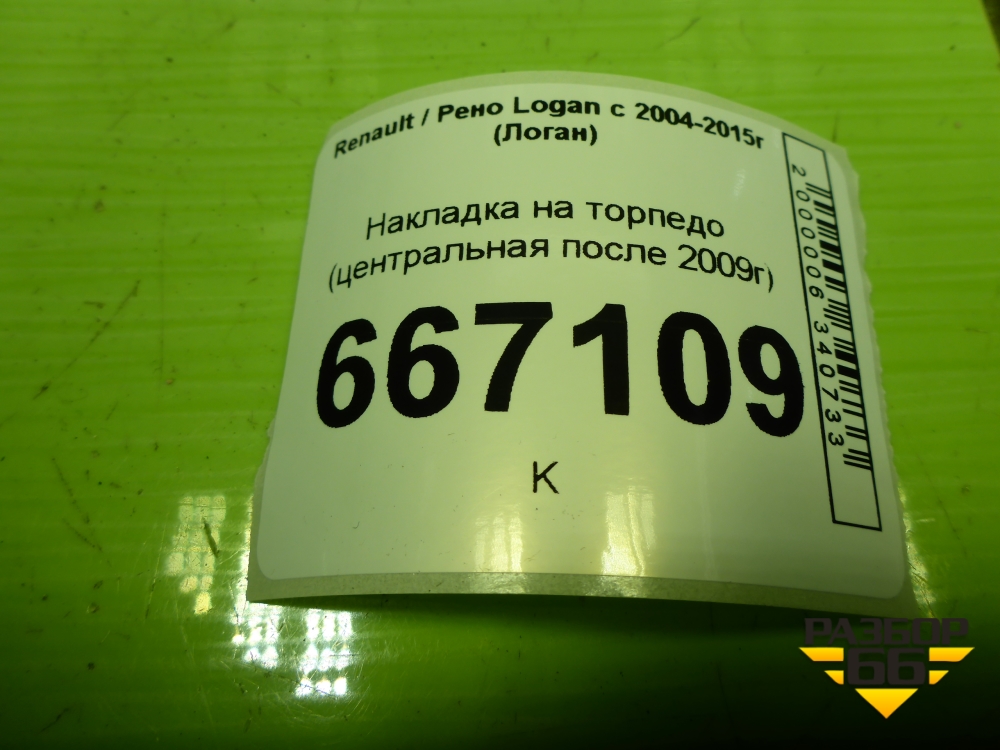 Renault / Рено Logan с 2004-2015г
(Логан)
Накладка на торпедо
(центральная после 2009г)
667109
К
2000006340733
РАЗБОР
66